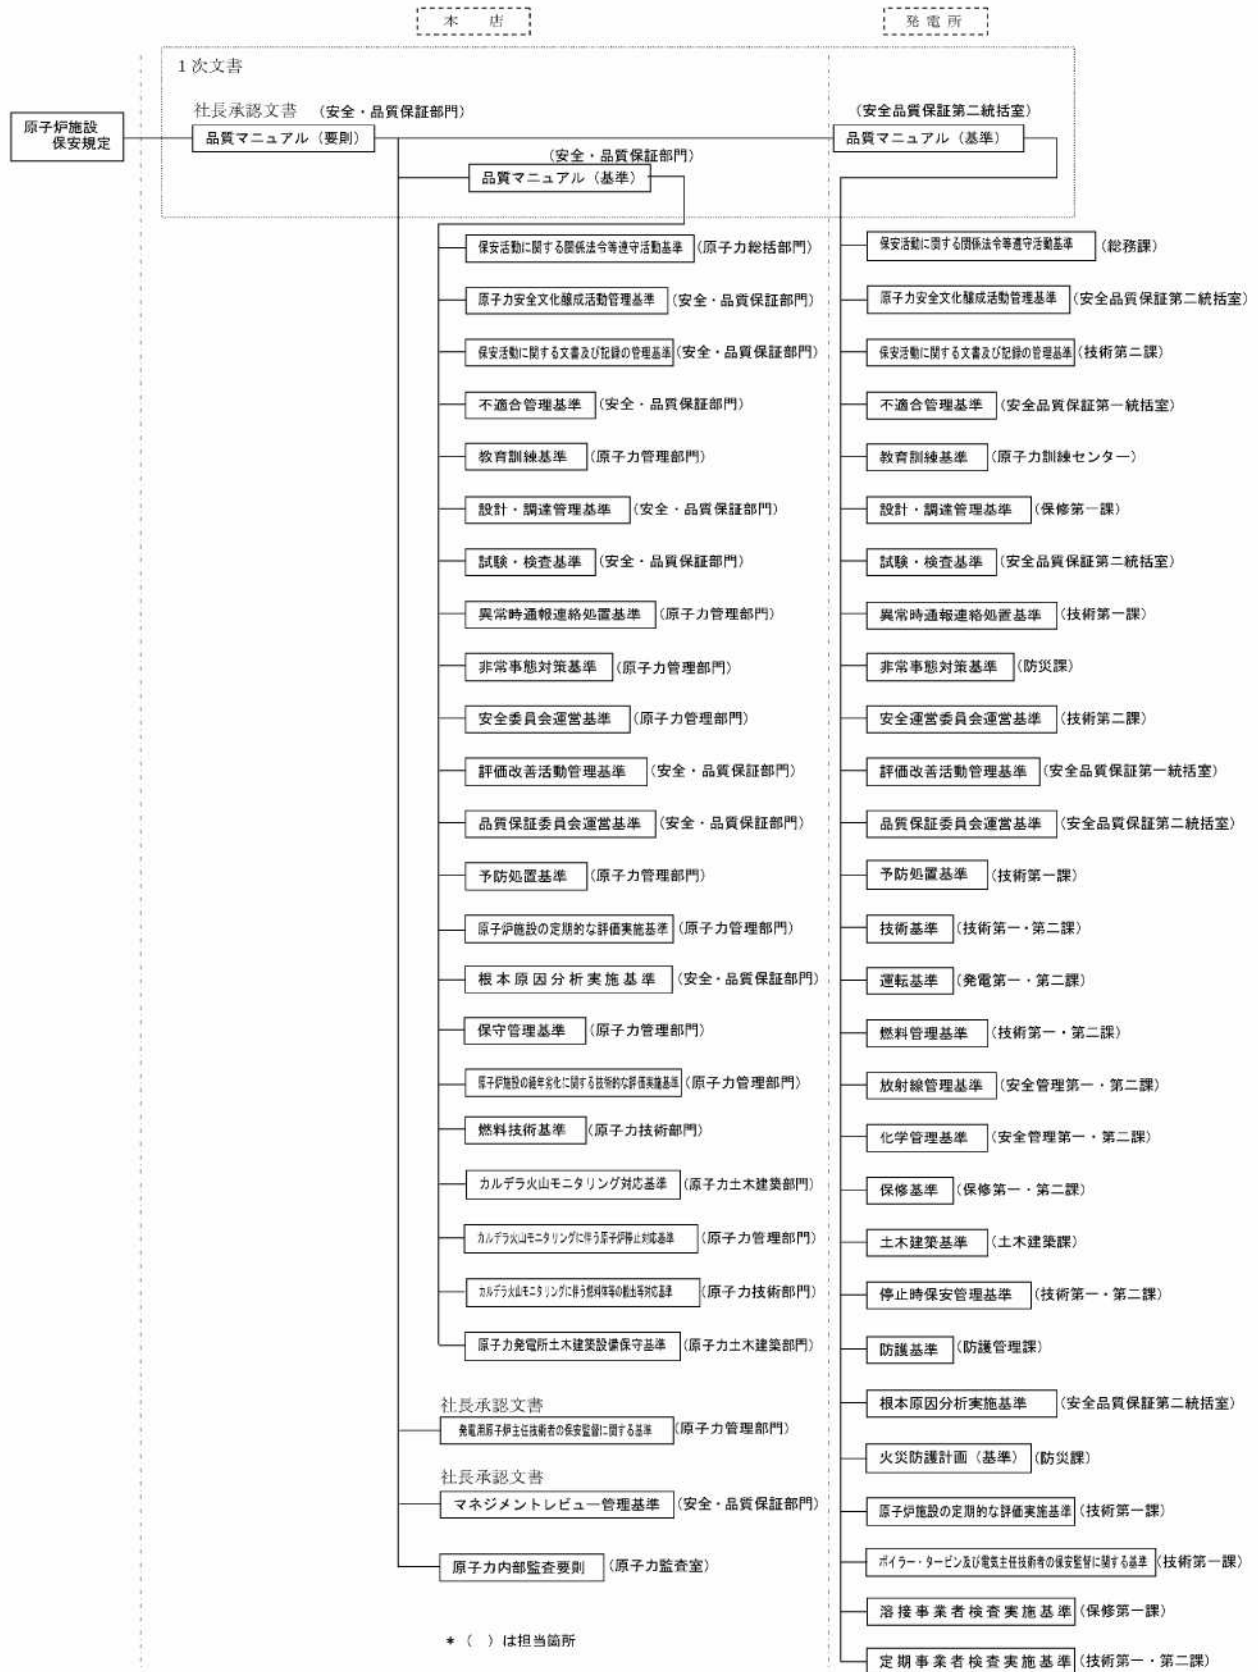 本　店
発電所
1次文書
社長承認文書 (安全・品質保証部門)
(安全品質保証第二統括室)
原子炉施設
保安規定
品質マニュアル（要則）
品質マニュアル（基準）
(安全・品質保証部門)
品質マニュアル（基準）
保安活動に関する関係法令等遵守活動基準 (原子力総括部門)
原子力安全文化醸成活動管理基準 (安全・品質保証部門)
保安活動に関する文書及び記録の管理基準 (安全・品質保証部門)
不適合管理基準 (安全・品質保証部門)
教育訓練基準 (原子力管理部門)
設計・調達管理基準 (安全・品質保証部門)
試験・検査基準 (安全・品質保証部門)
異常時通報連絡処置基準 (原子力管理部門)
非常事態対策基準 (原子力管理部門)
安全委員会運営基準 (原子力管理部門)
評価改善活動管理基準 (安全・品質保証部門)
品質保証委員会運営基準 (安全・品質保証部門)
予防処置基準 (原子力管理部門)
原子炉施設の定期的な評価実施基準 (原子力管理部門)
根本原因分析実施基準 (安全・品質保証部門)
保守管理基準 (原子力管理部門)
原子炉施設の経年劣化に関する技術的な評価実施基準 (原子力管理部門)
燃料技術基準 (原子力技術部門)
カルデラ火山モニタリング対応基準 (原子力土木建築部門)
カルデラ火山モニタリングに伴う原子炉停止対応基準 (原子力管理部門)
カルデラ火山モニタリングに伴う燃料体等の搬出等対応基準 (原子力技術部門)
原子力発電所土木建築設備保守基準 (原子力土木建築部門)
社長承認文書
発電用原子炉主任技術者の保安監督に関する基準 (原子力管理部門)
社長承認文書
マネジメントレビュー管理基準 (安全・品質保証部門)
原子力内部監査要則 (原子力監査室)
* (　) は担当箇所
保安活動に関する関係法令等遵守活動基準 (総務課)
原子力安全文化醸成活動管理基準 (安全品質保証第二統括室)
保安活動に関する文書及び記録の管理基準 (技術第二課)
不適合管理基準 (安全品質保証第一統括室)
教育訓練基準 (原子力訓練センター)
設計・調達管理基準 (保修第一課)
試験・検査基準 (安全品質保証第二統括室)
異常時通報連絡処置基準 (技術第一課)
非常事態対策基準 (防災課)
安全運営委員会運営基準 (技術第二課)
評価改善活動管理基準 (安全品質保証第一統括室)
品質保証委員会運営基準 (安全品質保証第二統括室)
予防処置基準 (技術第一課)
技術基準 (技術第一・第二課)
運転基準 (発電第一・第二課)
燃料管理基準 (技術第一・第二課)
放射線管理基準 (安全管理第一・第二課)
化学管理基準 (安全管理第一・第二課)
保修基準 (保修第一・第二課)
土木建築基準 (土木建築課)
停止時保安管理基準 (技術第一・第二課)
防護基準 (防護管理課)
根本原因分析実施基準 (安全品質保証第二統括室)
火災防護計画（基準） (防災課)
原子炉施設の定期的な評価実施基準 (技術第一課)
ボイラー・タービン及び電気主任技術者の保安監督に関する基準 (技術第一課)
溶接事業者検査実施基準 (保修第一課)
定期事業者検査実施基準 (技術第一・第二課)